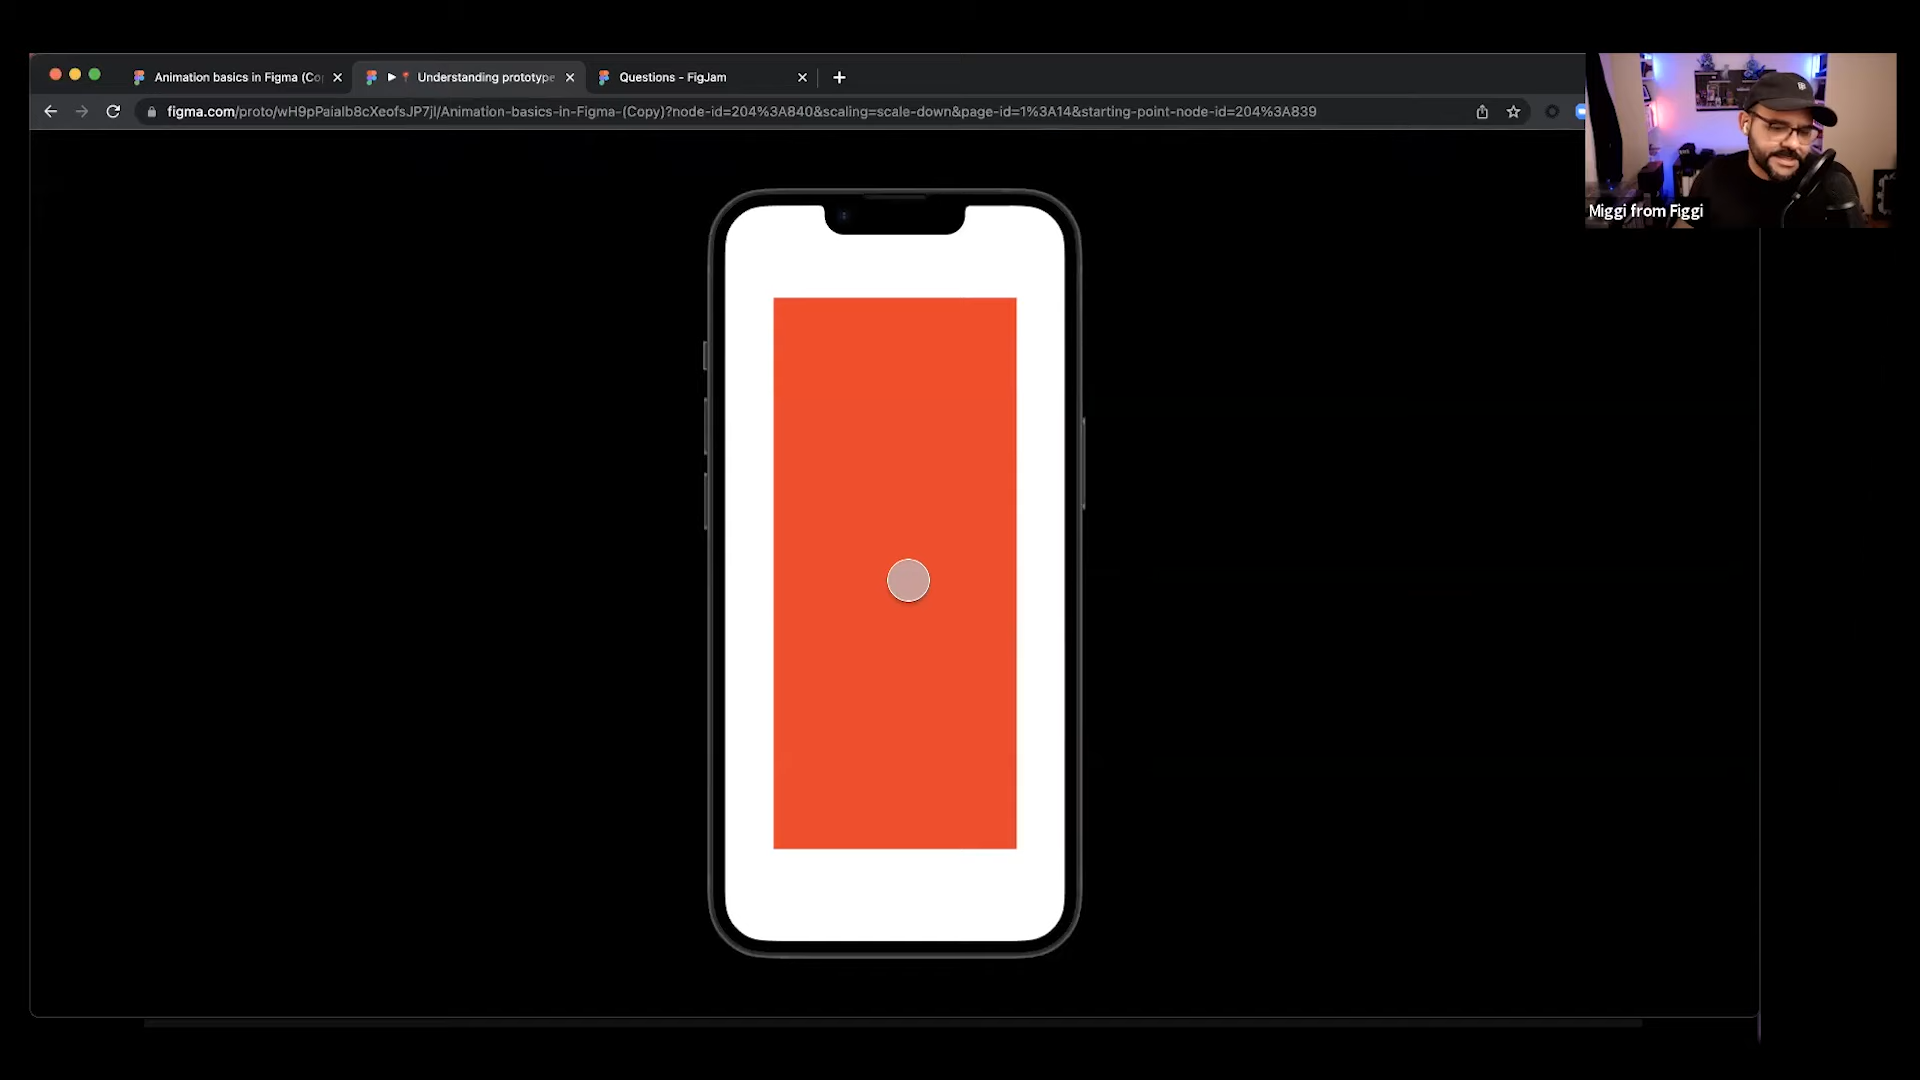 Animation basics in Figma (Co
Understanding prototype
Questions - FigJam
figma.com/proto/wH9pPaialb8cXeofsJP7jl/Animation-basics-in-Figma-(Copy)?node-id=204%3A840&scaling=scale-down&page-id=1%3A14&starting-point-node-id=204%3A839
Miggi from Figgi